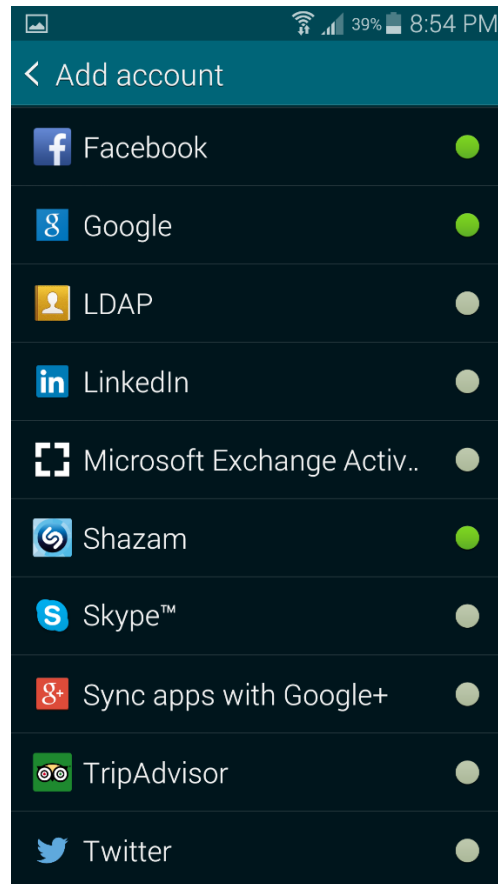 39% 8:54 PM
Add account
Facebook
Google
LDAP
LinkedIn
Microsoft Exchange Activ..
Shazam
Skype™
Sync apps with Google+
TripAdvisor
Twitter